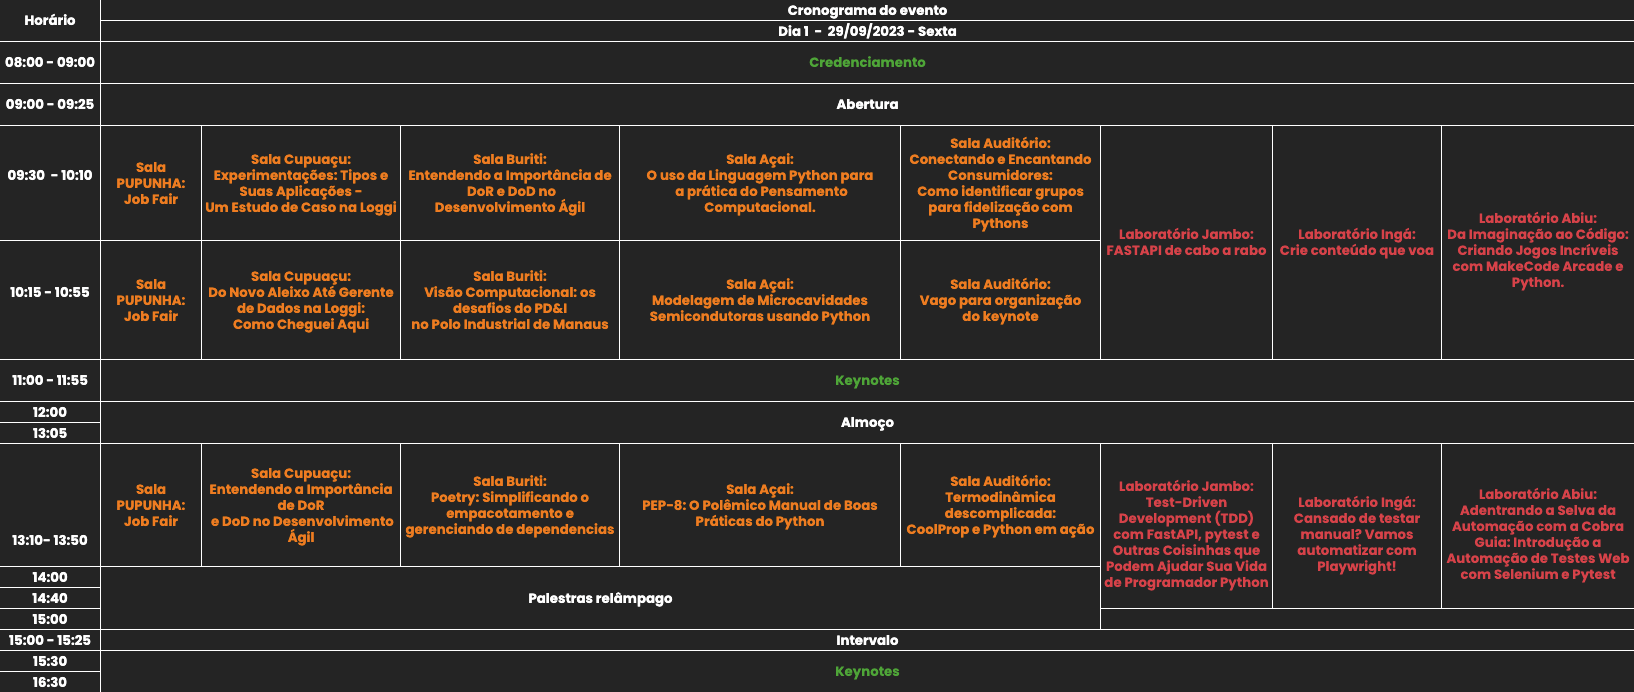 Horário
Cronograma do evento
Dia 1 - 29/09/2023 - Sexta
08:00 - 09:00
Credenciamento
09:00 - 09:25
Abertura
09:30 - 10:10
Sala
PUPUNHA:
Job Fair
Sala Cupuaçu:
Experimentações: Tipos e
Suas Aplicações -
Um Estudo de Caso na Loggi
Sala Buriti:
Entendendo a Importância de
DoR e DoD no
Desenvolvimento Ágil
Sala Açai:
O uso da Linguagem Python para
a prática do Pensamento
Computacional.
Sala Auditório:
Conectando e Encantando
Consumidores:
Como identificar grupos
para fidelização com
Pythons
Laboratório Jambo:
FASTAPI de cabo a rabo
Laboratório Ingá:
Crie conteúdo que voa
Laboratório Abiu:
Da Imaginação ao Código:
Criando Jogos Incríveis
com MakeCode Arcade e
Python.
10:15 - 10:55
Sala
PUPUNHA:
Job Fair
Sala Cupuaçu:
Do Novo Aleixo Até Gerente
de Dados na Loggi:
Como Cheguei Aqui
Sala Buriti:
Visão Computacional: os
desafios do PD&I
no Polo Industrial de Manaus
Sala Açai:
Modelagem de Microcavidades
Semicondutoras usando Python
Sala Auditório:
Vago para organização
do keynote
11:00 - 11:55
Keynotes
12:00
13:05
Almoço
13:10- 13:50
Sala
PUPUNHA:
Job Fair
Sala Cupuaçu:
Entendendo a Importância
de DoR
e DoD no Desenvolvimento
Ágil
Sala Buriti:
Poetry: Simplificando o
empacotamento e
gerenciando de dependencias
Sala Açai:
PEP-8: O Polêmico Manual de Boas
Práticas do Python
Sala Auditório:
Termodinâmica
descomplicada:
CoolProp e Python em ação
Laboratório Jambo:
Test-Driven
Development (TDD)
com FastAPI, pytest e
Outras Coisinhas que
Podem Ajudar Sua Vida
de Programador Python
Laboratório Ingá:
Cansado de testar
manual? Vamos
automatizar com
Playwright!
Laboratório Abiu:
Adentrando a Selva da
Automação com a Cobra
Guia: Introdução a
Automação de Testes Web
com Selenium e Pytest
14:00
14:40
15:00
Palestras relâmpago
15:00 - 15:25
Intervalo
15:30
16:30
Keynotes